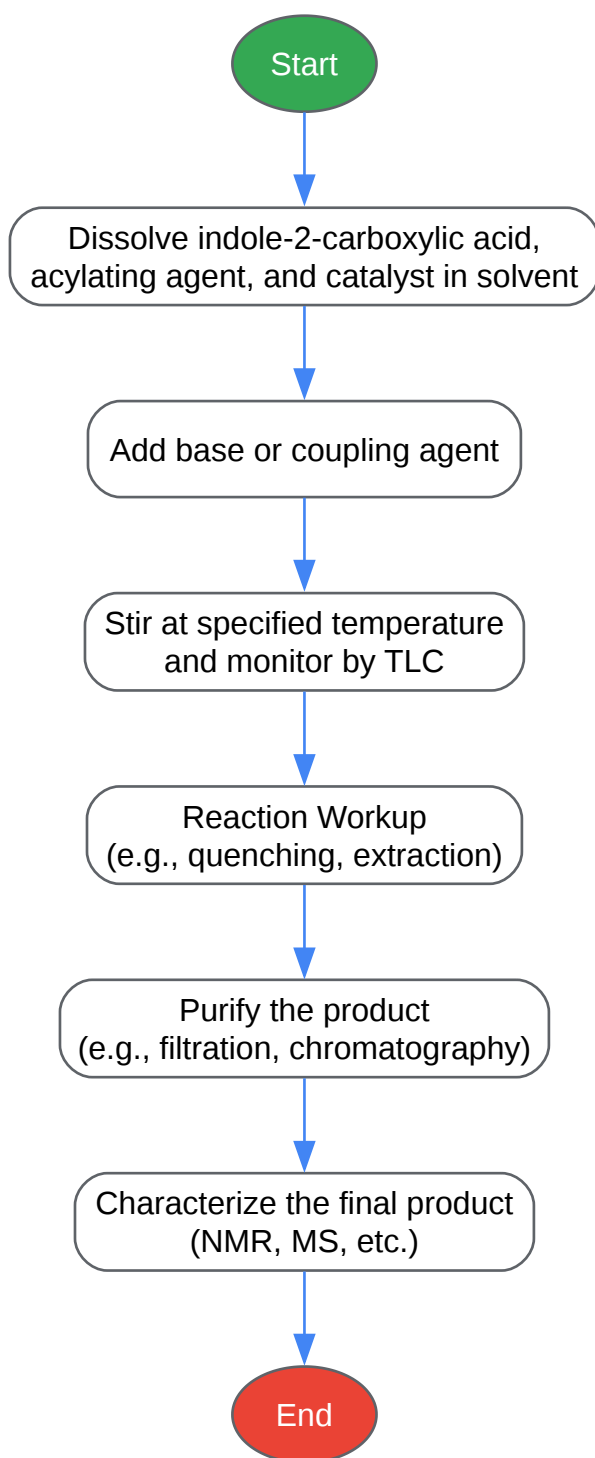 Start
Dissolve indole-2-carboxylic acid,
acylating agent, and catalyst in solvent
Add base or coupling agent
Stir at specified temperature
and monitor by TLC
Reaction Workup
(e.g., quenching, extraction)
Purify the product
(e.g., filtration, chromatography)
Characterize the final product
(NMR, MS, etc.)
End